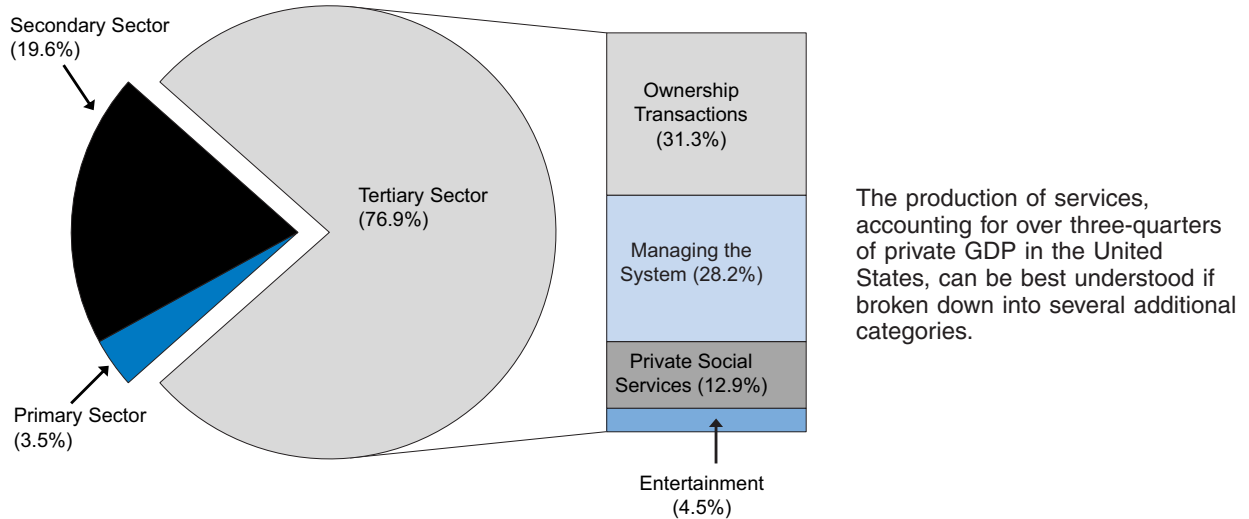 Secondary Sector
(19.6%)
Tertiary Sector
(76.9%)
Primary Sector
(3.5%)
Ownership
Transactions
(31.3%)
Managing the
System (28.2%)
Private Social
Services (12.9%)
Entertainment
(4.5%)
The production of services,
accounting for over three-quarters
of private GDP in the United
States, can be best understood if
broken down into several additional
categories.